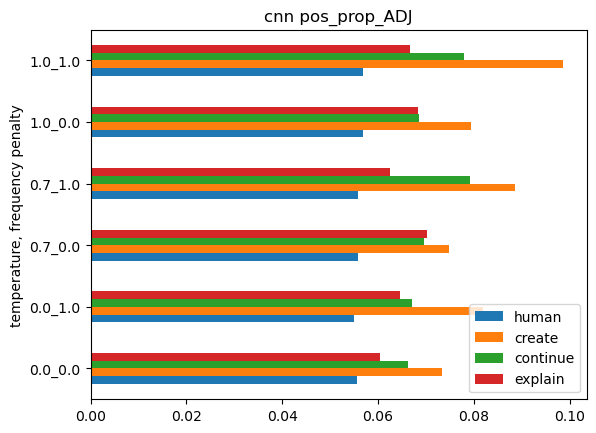 cnn pos_prop_ADJ
temperature, frequency penalty
1.0_1.0
1.0_0.0
0.7_1.0
0.7_0.0
0.0_1.0
0.0_0.0
human
create
continue
explain
0.00 0.02 0.04 0.06 0.08 0.10